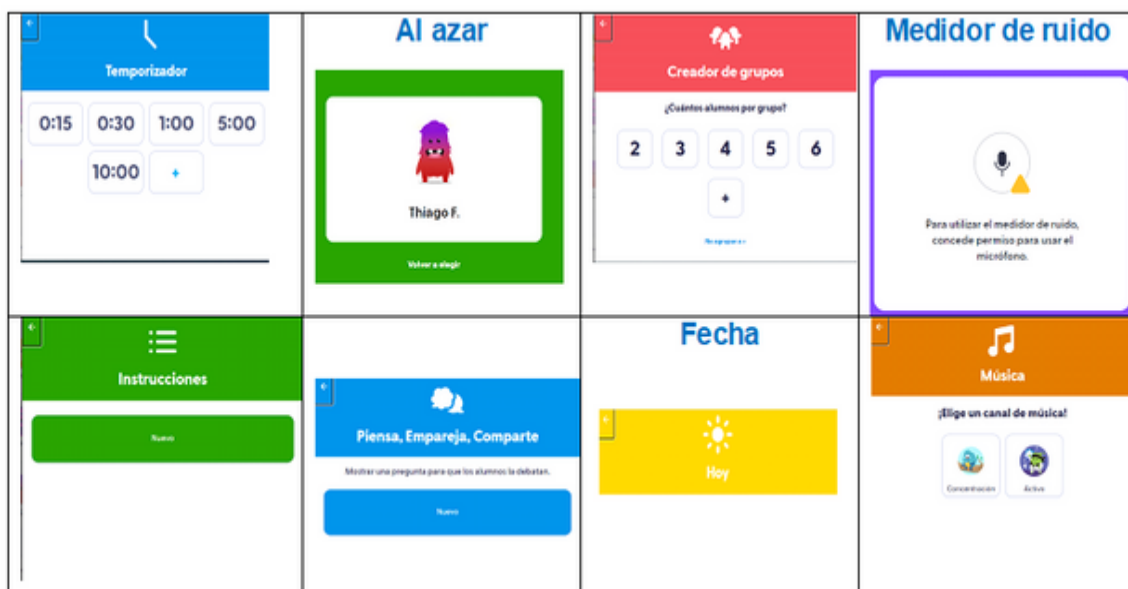 Temporizador
0:15 0:30 1:00 5:00
10:00 +
Al azar
Thiago F.
Volver a elegir
Creador de grupos
¿Cuántos alumnos por grupo?
2 3 4 5 6
+
Medidor de ruido
Para utilizar el medidor de ruido,
concede permiso para usar el
micrófono.
Instrucciones
Nuevo
Piensa, Empareja, Comparte
Mostrar una pregunta para que los alumnos la debatan.
Nuevo
Fecha
Hoy
Música
¡Elige un canal de música!
Concentración Activo